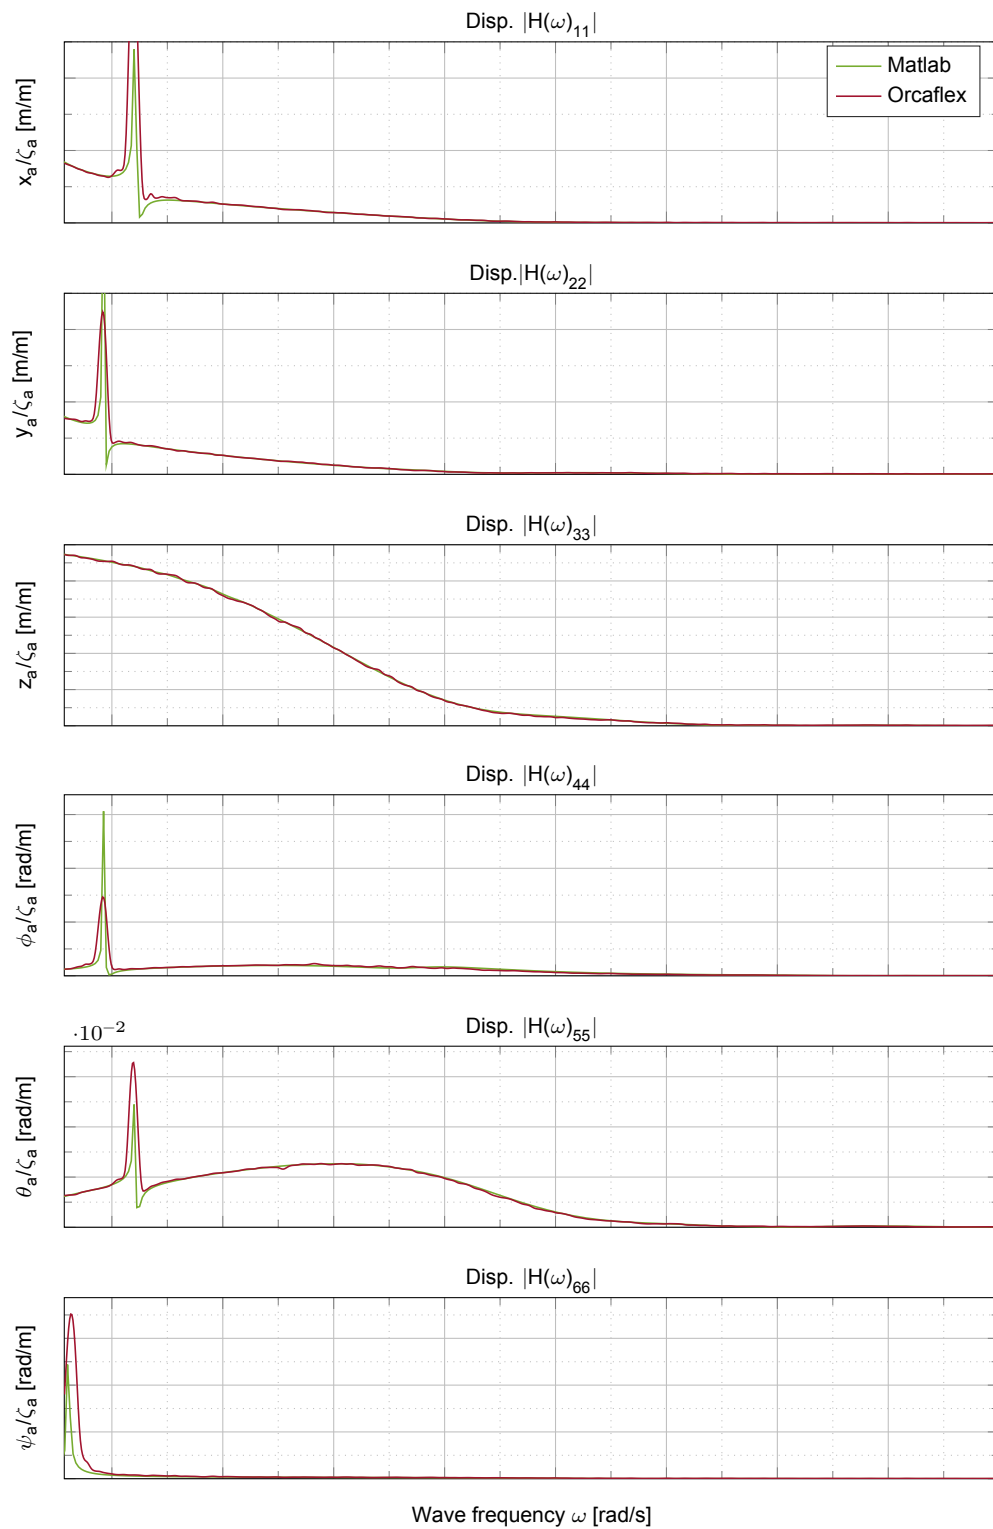 Disp. |H(ω)₁₁|
xₐ/ζₐ [m/m]
Matlab
Orcaflex
Disp.|H(ω)₂₂|
yₐ/ζₐ [m/m]
Disp. |H(ω)₃₃|
zₐ/ζₐ [m/m]
Disp. |H(ω)₄₄|
ϕₐ/ζₐ [rad/m]
·10⁻²
Disp. |H(ω)₅₅|
θₐ/ζₐ [rad/m]
Disp. |H(ω)₆₆|
ψₐ/ζₐ [rad/m]
Wave frequency ω [rad/s]